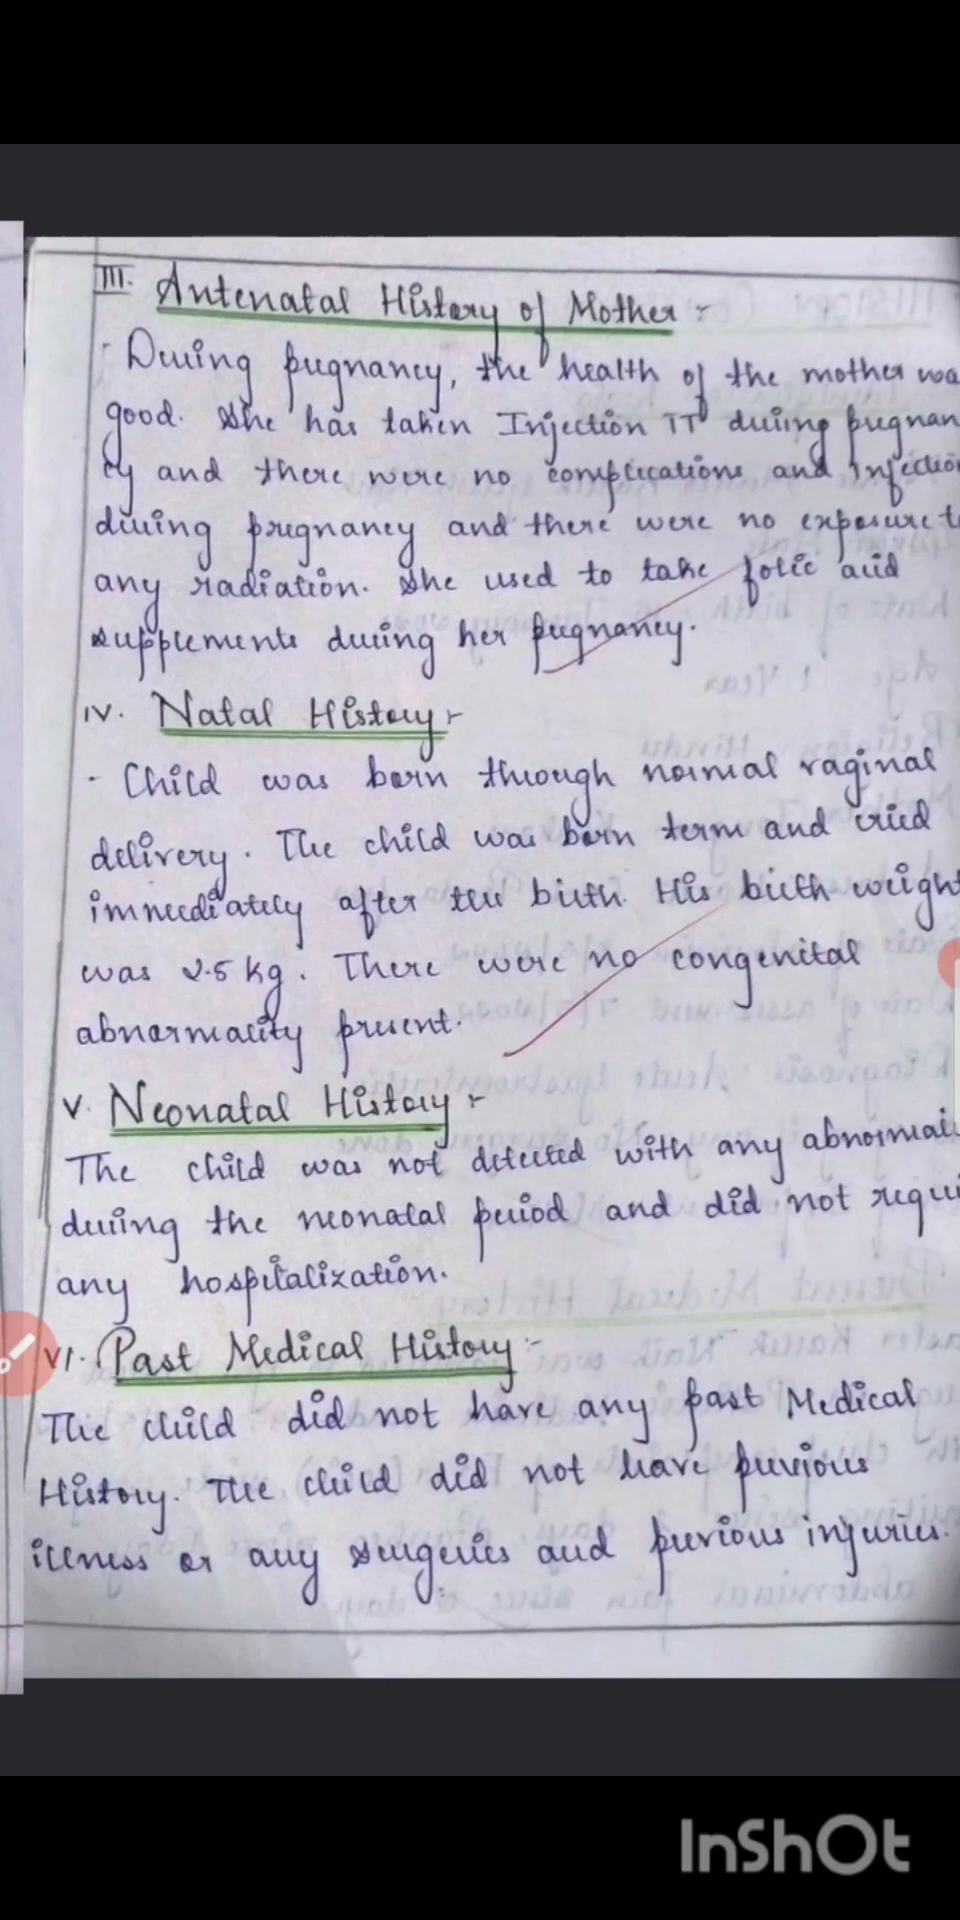 III. Antenatal History of Mother :-
- During pregnancy, the health of the mother wa
good. She has taken Injection TT during pregnan
cy and there were no complications and infection
during pregnancy and there were no exposure t
any radiation. She used to take folic acid
supplements during her pregnancy.
IV. Natal History :-
- Child was born through normal vaginal
delivery. The child was born term and cried
immediately after the birth. His birth weight
was 2.5 kg. There were no congenital
abnormality present.
V. Neonatal History :-
The child was not detected with any abnormali
during the neonatal period and did not requi
any hospitalization.
VI. Past Medical History :-
The child did not have any past Medical
History. The child did not have previous
illness or any surgeries and previous injuries.
InShOt